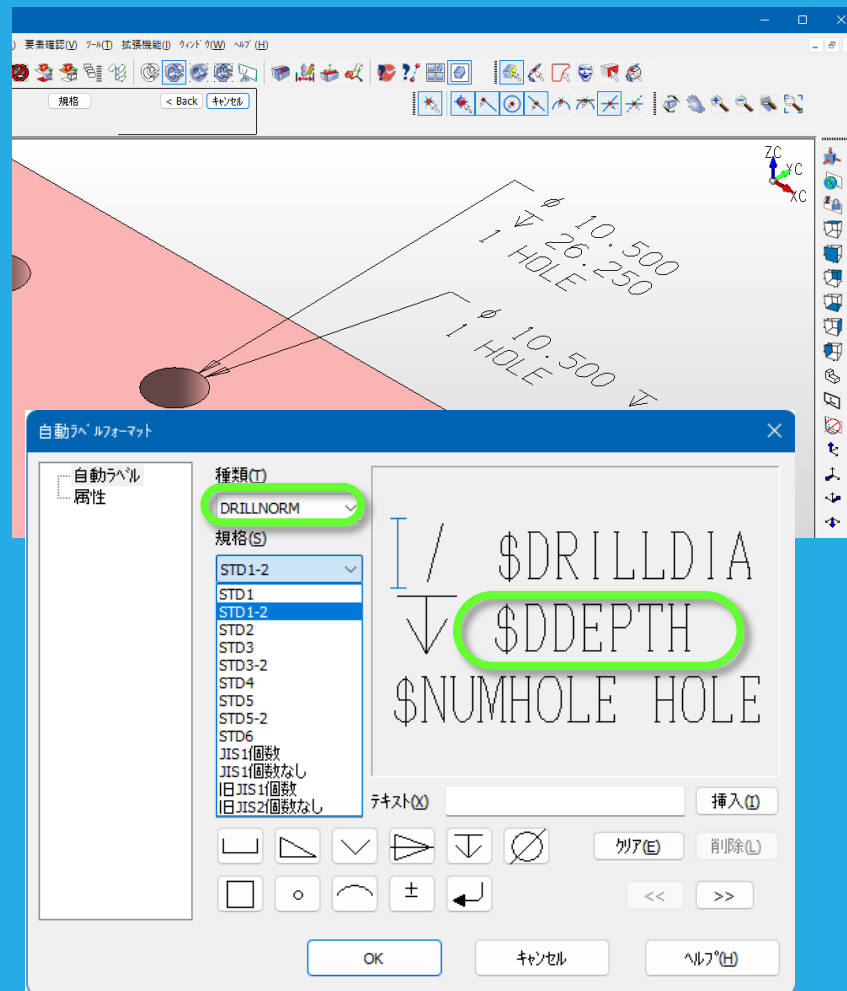 要素確認(V) ツール(T) 拡張機能(I) ウィンドウ(W) ヘルプ(H)
規格 < Back キャンセル
ZC
YC
XC
⌀ 10.500
↧ 26.250
1 HOLE
⌀ 10.500 ↧
1 HOLE
自動ラベルフォーマット
自動ラベル
属性
種類(T)
DRILLNORM
規格(S)
STD1-2
STD1
STD1-2
STD2
STD3
STD3-2
STD4
STD5
STD5-2
STD6
JIS1個数
JIS1個数なし
旧JIS1個数
旧JIS2個数なし
$DRILLDIA
↧ $DDEPTH
$NUMHOLE HOLE
テキスト(X) 挿入(I)
クリア(E) 削除(L)
± << >>
OK キャンセル ヘルプ(H)